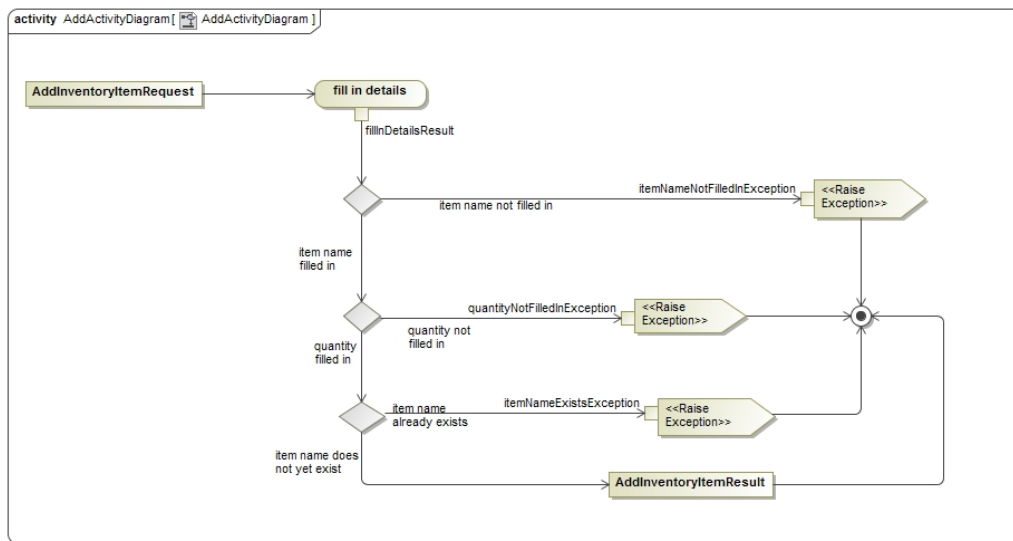 activity AddActivityDiagram[ AddActivityDiagram ]
AddInventoryItemRequest
fill in details
fillInDetailsResult
itemNameNotFilledInException
item name not filled in
<<Raise
Exception>>
item name
filled in
quantityNotFilledInException
quantity not
filled in
<<Raise
Exception>>
quantity
filled in
itemNameExistsException
item name
already exists
<<Raise
Exception>>
item name does
not yet exist
AddInventoryItemResult